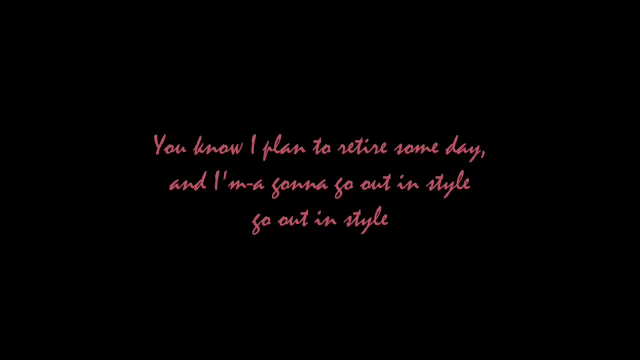 You know I plan to retire some day,
and I'm-a gonna go out in style
go out in style